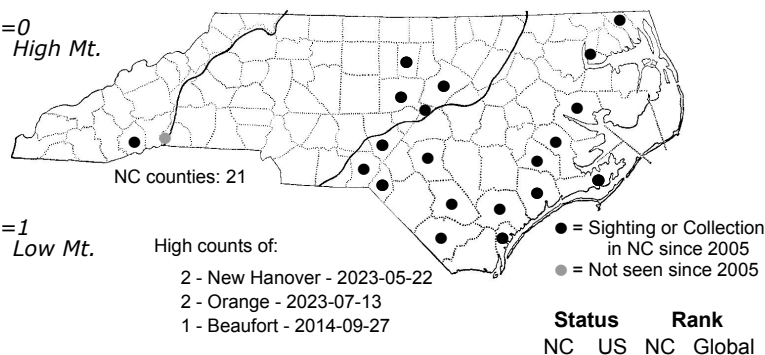 =0
High Mt.
NC counties: 21
=1
Low Mt.
High counts of:
2 - New Hanover - 2023-05-22
2 - Orange - 2023-07-13
1 - Beaufort - 2014-09-27
= Sighting or Collection
in NC since 2005
= Not seen since 2005
Status Rank
NC US NC Global